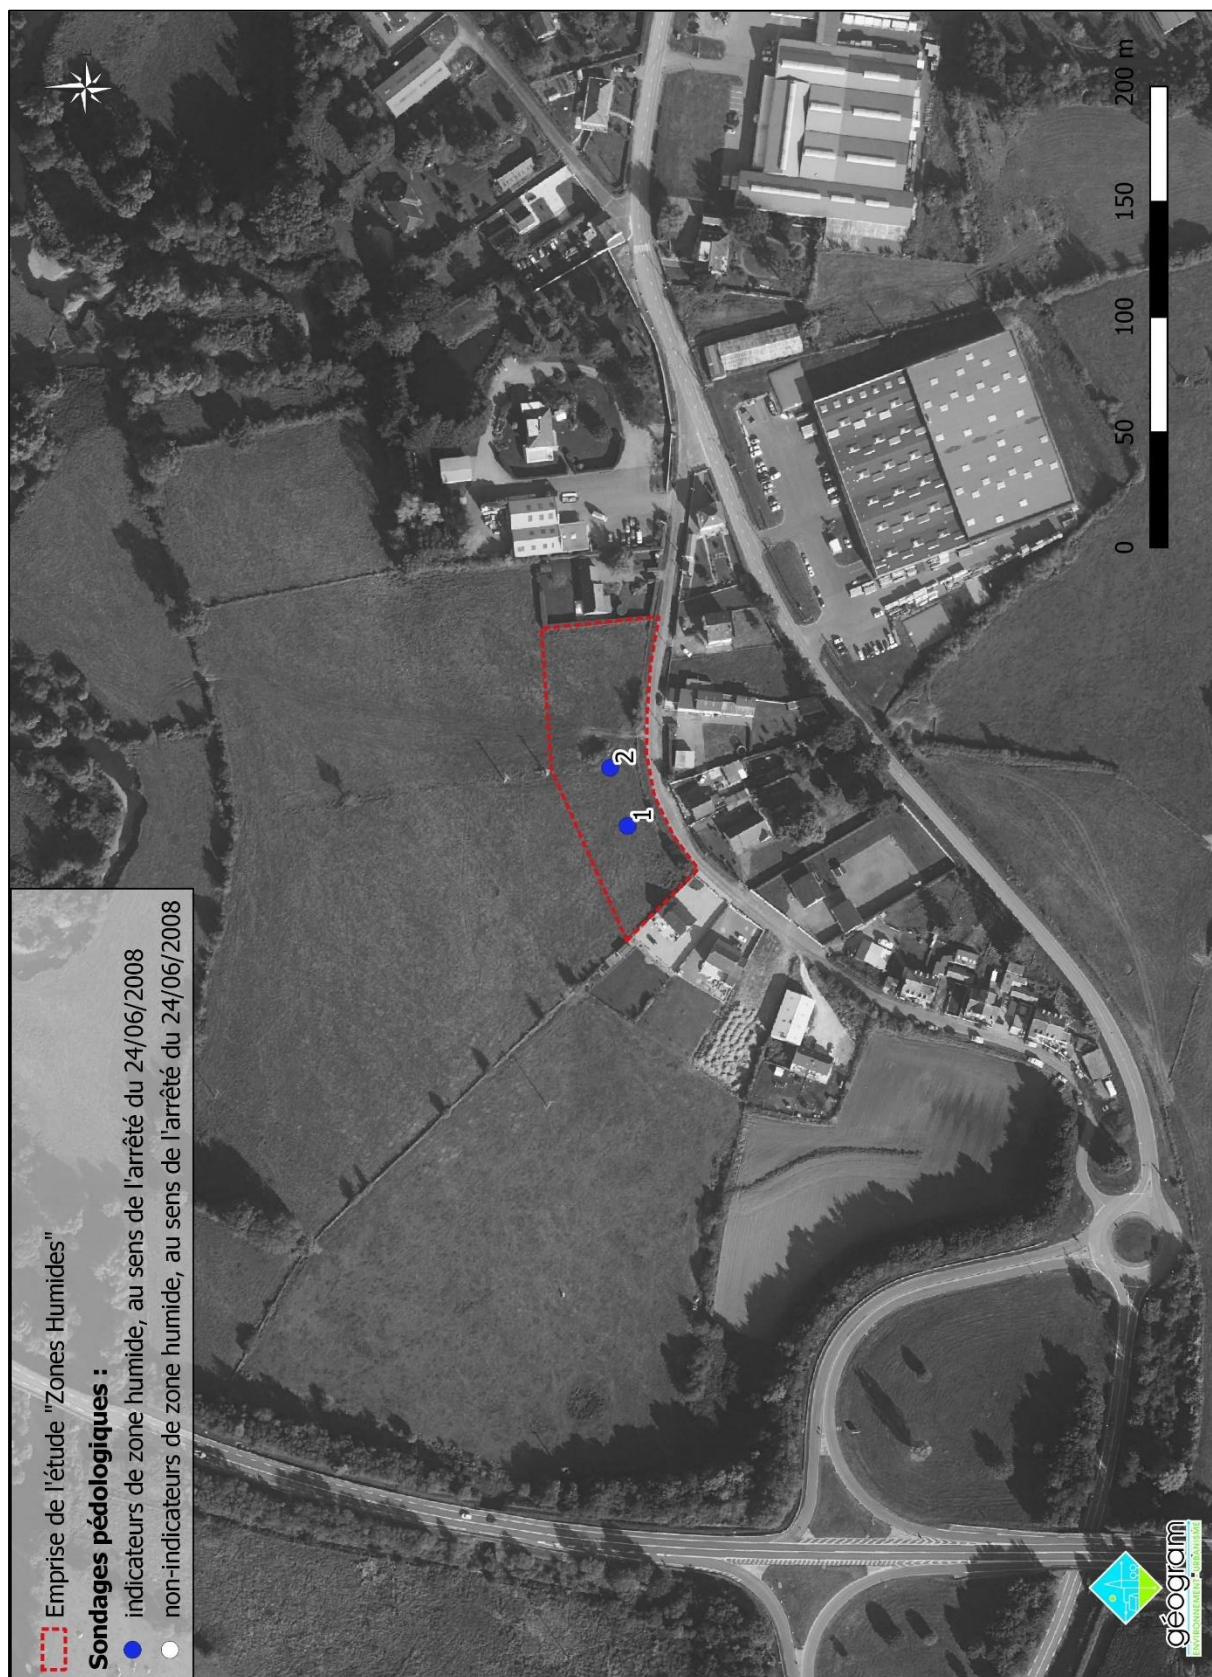 Emprise de l'étude "Zones Humides"
Sondages pédologiques :
indicateurs de zone humide, au sens de l'arrêté du 24/06/2008
non-indicateurs de zone humide, au sens de l'arrêté du 24/06/2008
1
2
0 50 100 150 200 m
géogram
ENVIRONNEMENT - URBANISME